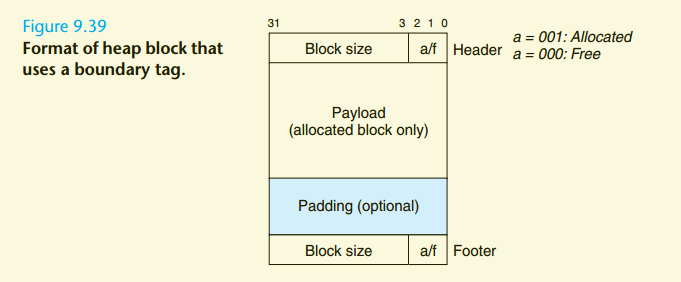 Figure 9.39
Format of heap block that
uses a boundary tag.
31 3 2 1 0
Block size a/f Header
a = 001: Allocated
a = 000: Free
Payload
(allocated block only)
Padding (optional)
Block size a/f Footer